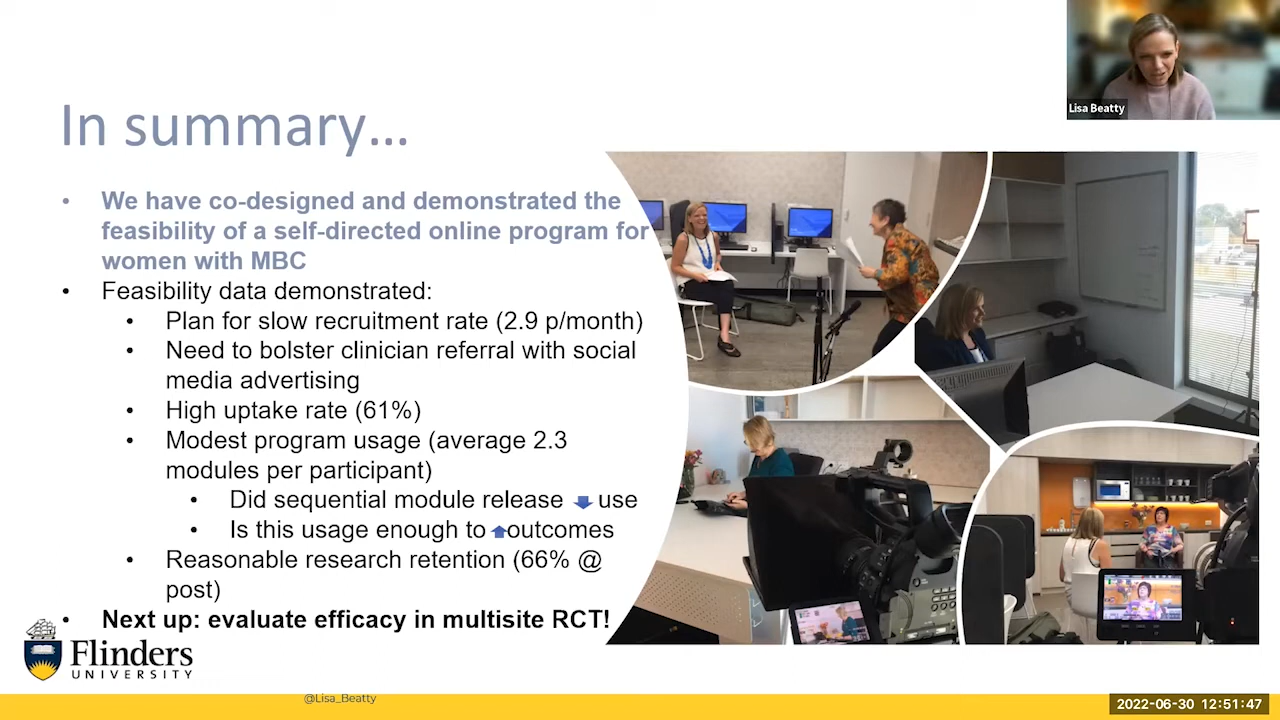 Lisa Beatty
In summary...
• We have co-designed and demonstrated the
feasibility of a self-directed online program for
women with MBC
• Feasibility data demonstrated:
• Plan for slow recruitment rate (2.9 p/month)
• Need to bolster clinician referral with social
media advertising
• High uptake rate (61%)
• Modest program usage (average 2.3
modules per participant)
• Did sequential module release use
• Is this usage enough to outcomes
• Reasonable research retention (66% @
post)
• Next up: evaluate efficacy in multisite RCT!
Flinders
UNIVERSITY
@Lisa_Beatty
2022-06-30 12:51:47